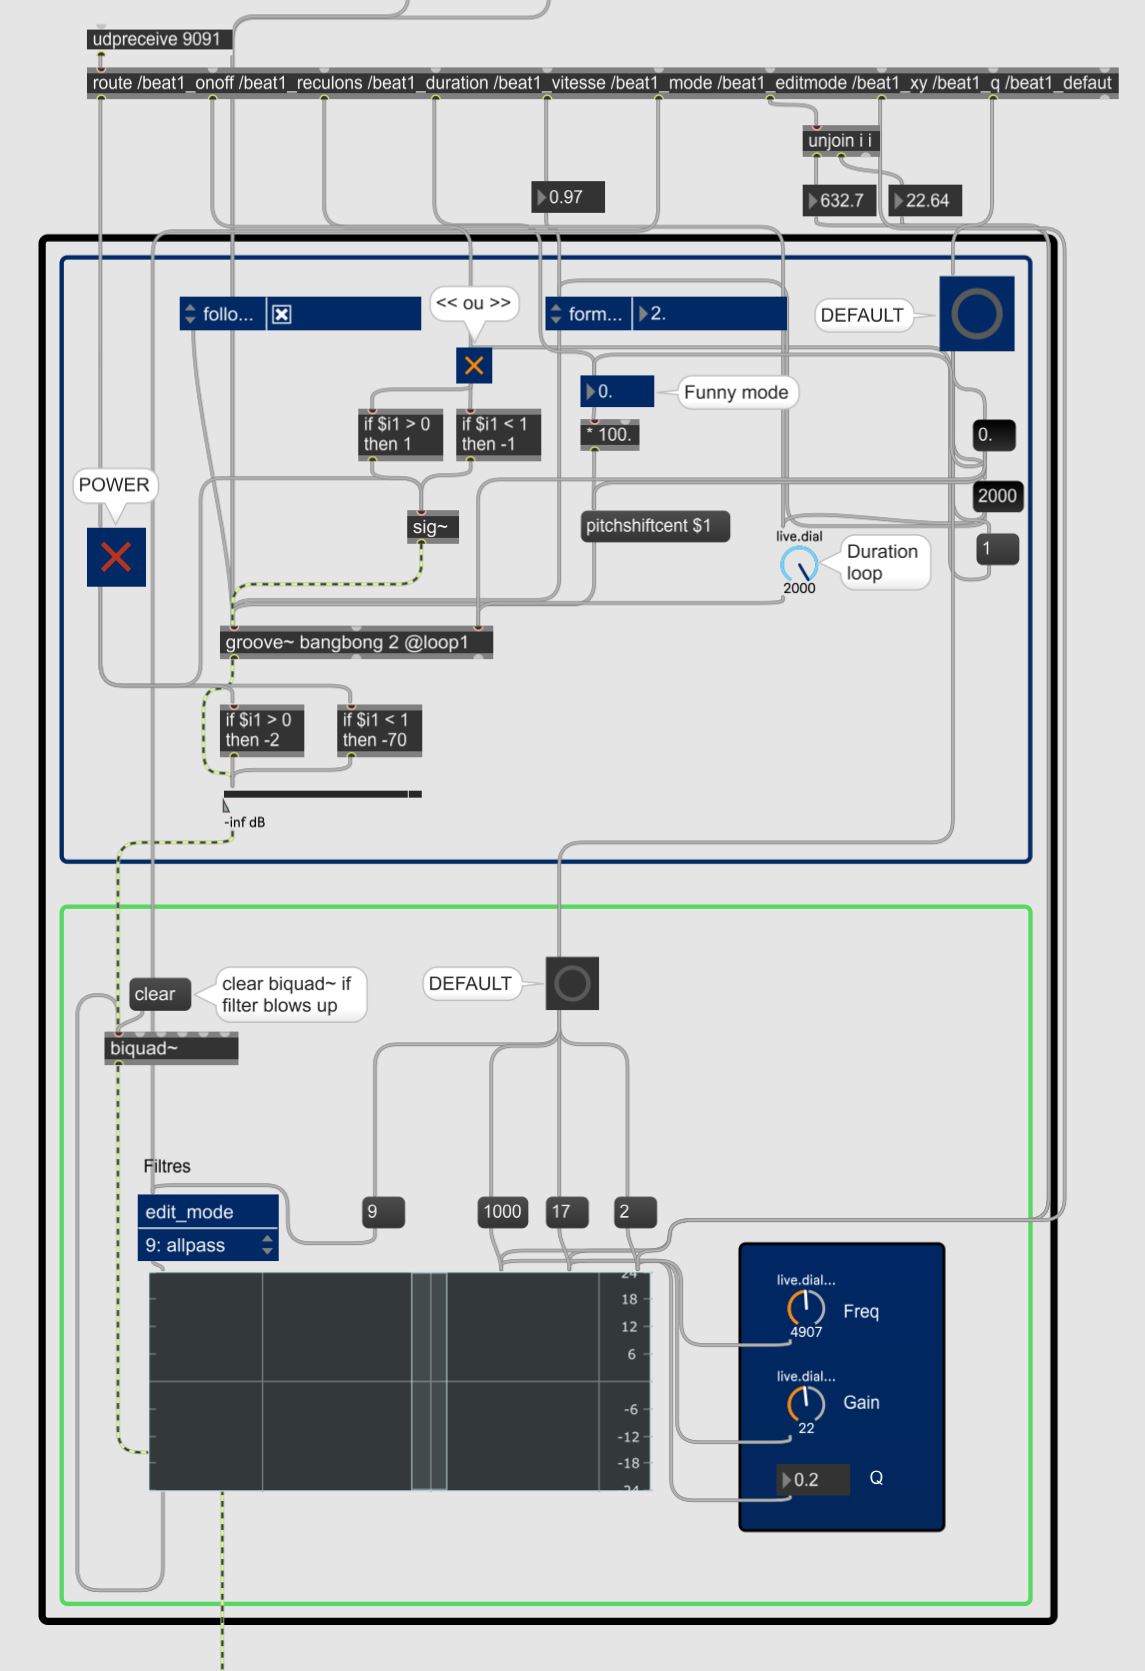 udpreceive 9091
route /beat1_onoff /beat1_reculons /beat1_duration /beat1_vitesse /beat1_mode /beat1_editmode /beat1_xy /beat1_q /beat1_defaut
unjoin i i
0.97
632.7
22.64
<< ou >>
follo...
form...
2.
DEFAULT
0.
Funny mode
if $i1 > 0
then 1
if $i1 < 1
then -1
* 100.
0.
POWER
2000
sig~
pitchshiftcent $1
live.dial
2000
Duration
loop
1
groove~ bangbong 2 @loop1
if $i1 > 0
then -2
if $i1 < 1
then -70
-inf dB
clear
clear biquad~ if
filter blows up
DEFAULT
biquad~
Filtres
edit_mode
9: allpass
9
1000
17
2
24
18
12
6
-6
-12
-18
live.dial...
4907
Freq
live.dial...
22
Gain
0.2
Q